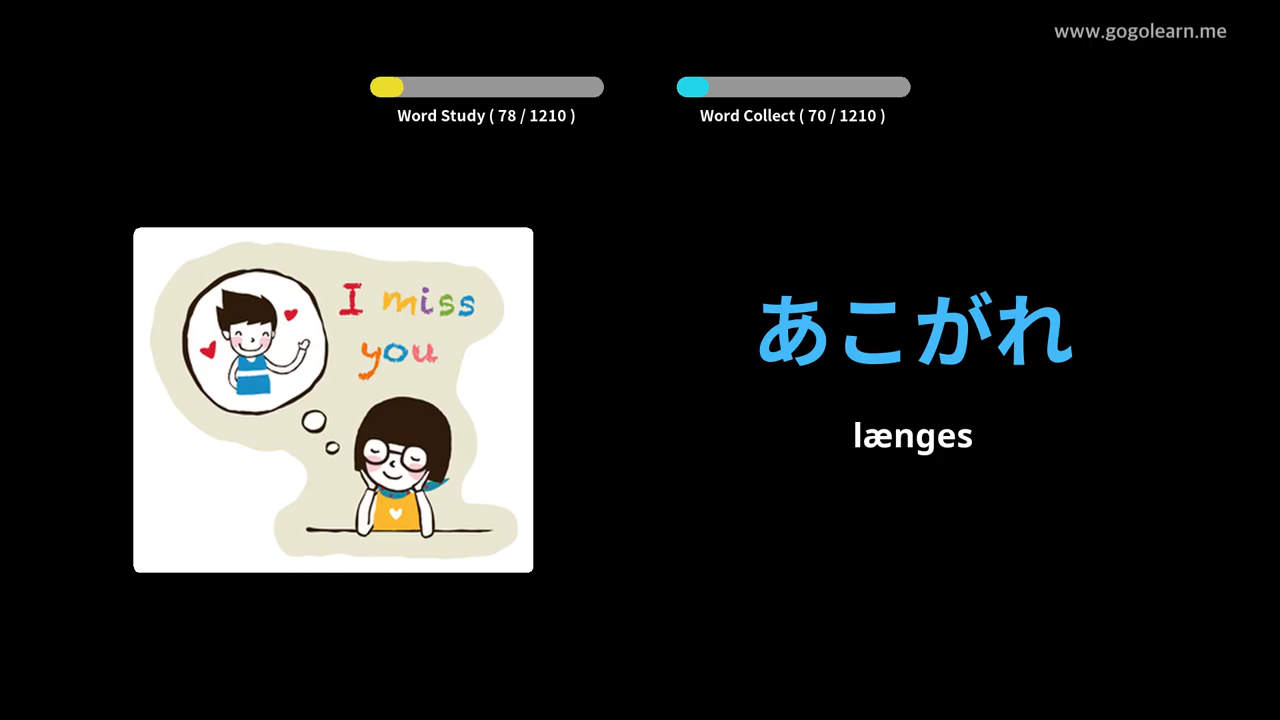 www.gogolearn.me
Word Study ( 78 / 1210 )
Word Collect ( 70 / 1210 )
I miss
you
あこがれ
længes